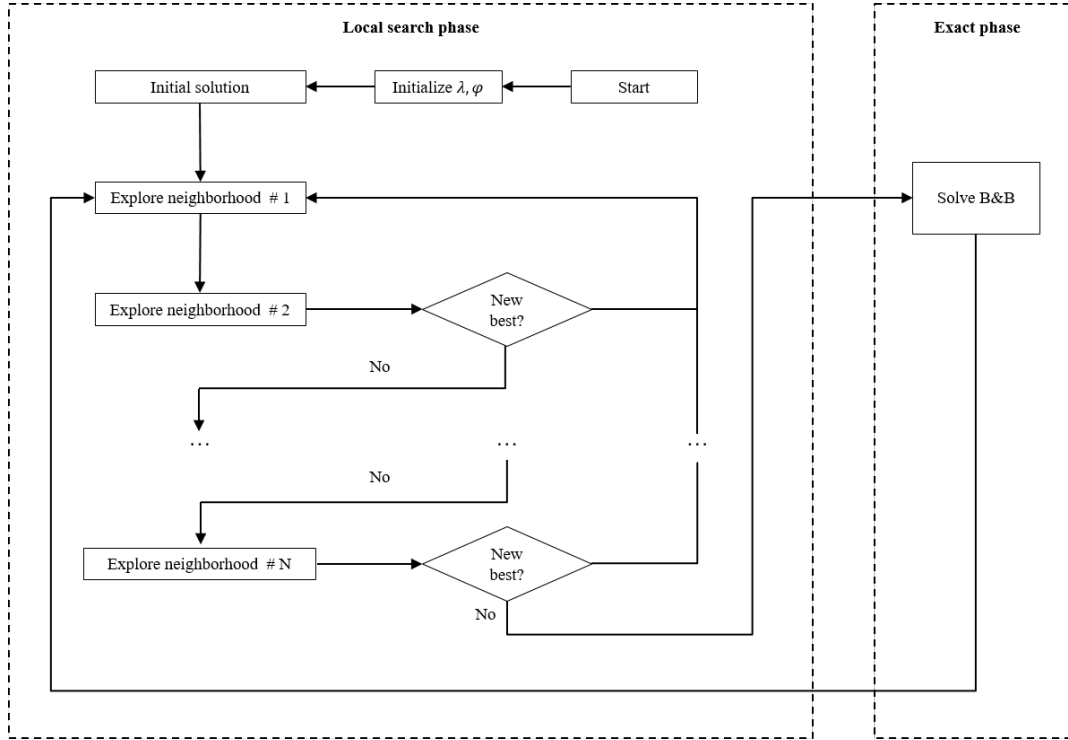 Local search phase
Exact phase
Initial solution
Initialize λ, φ
Start
Explore neighborhood # 1
Solve B&B
Explore neighborhood # 2
New
best?
No
...
...
...
No
Explore neighborhood # N
New
best?
No